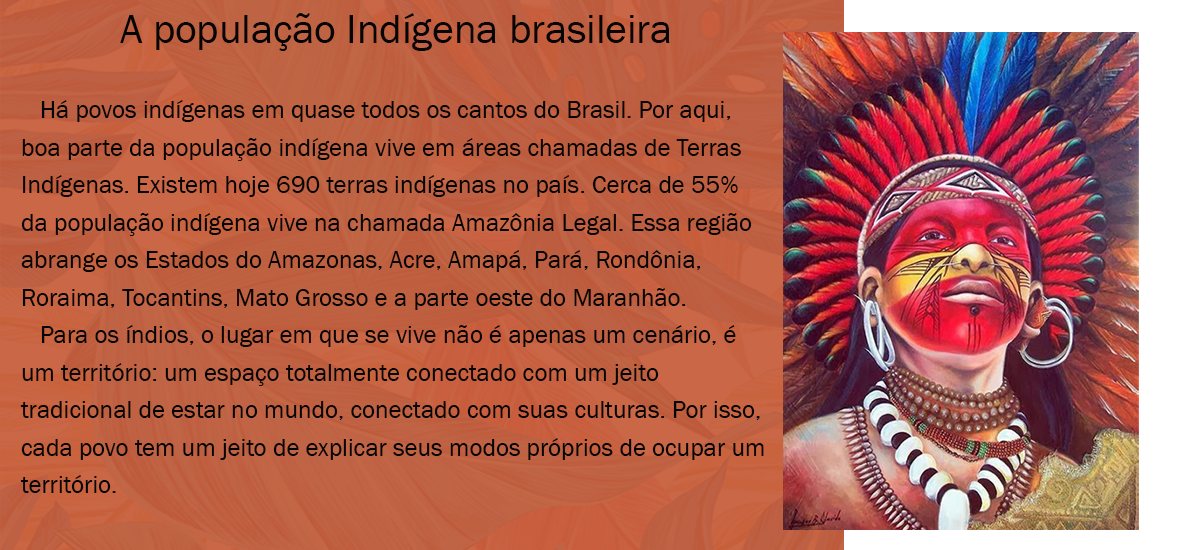 A população Indígena brasileira
Há povos indígenas em quase todos os cantos do Brasil. Por aqui,
boa parte da população indígena vive em áreas chamadas de Terras
Indígenas. Existem hoje 690 terras indígenas no país. Cerca de 55%
da população indígena vive na chamada Amazônia Legal. Essa região
abrange os Estados do Amazonas, Acre, Amapá, Pará, Rondônia,
Roraima, Tocantins, Mato Grosso e a parte oeste do Maranhão.
Para os índios, o lugar em que se vive não é apenas um cenário, é
um território: um espaço totalmente conectado com um jeito
tradicional de estar no mundo, conectado com suas culturas. Por isso,
cada povo tem um jeito de explicar seus modos próprios de ocupar um
território.